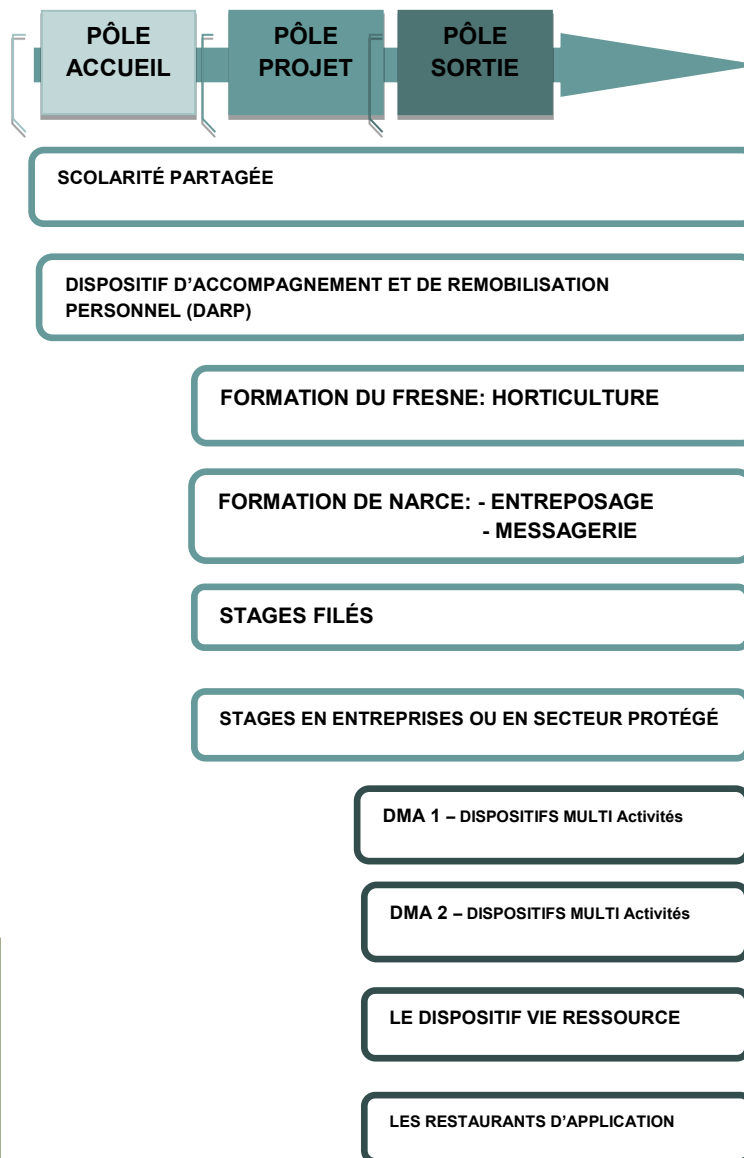 PÔLE
ACCUEIL
PÔLE
PROJET
PÔLE
SORTIE
SCOLARITÉ PARTAGÉE
DISPOSITIF D'ACCOMPAGNEMENT ET DE REMOBILISATION
PERSONNEL (DARP)
FORMATION DU FRESNE: HORTICULTURE
FORMATION DE NARCE: - ENTREPOSAGE
- MESSAGERIE
STAGES FILÉS
STAGES EN ENTREPRISES OU EN SECTEUR PROTÉGÉ
DMA 1 – DISPOSITIFS MULTI Activités
DMA 2 – DISPOSITIFS MULTI Activités
LE DISPOSITIF VIE RESSOURCE
LES RESTAURANTS D'APPLICATION